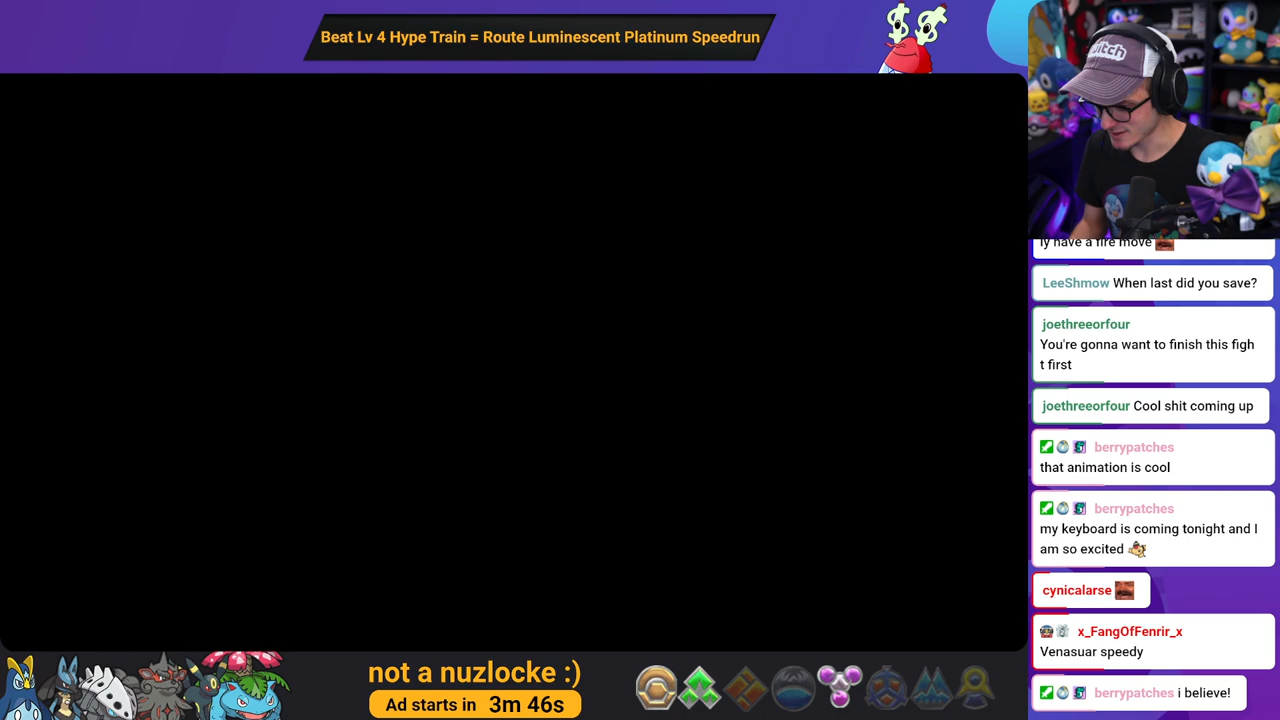 Beat Lv 4 Hype Train = Route Luminescent Platinum Speedrun
witch
ly have a fire move
LeeShmow When last did you save?
joethreeorfour
You're gonna want to finish this figh
t first
joethreeorfour Cool shit coming up
berrypatches
that animation is cool
berrypatches
my keyboard is coming tonight and I
am so excited
cynicalarse
x_FangOfFenrir_x
Venasuar speedy
berrypatches i believe!
not a nuzlocke :)
Ad starts in 3m 46s